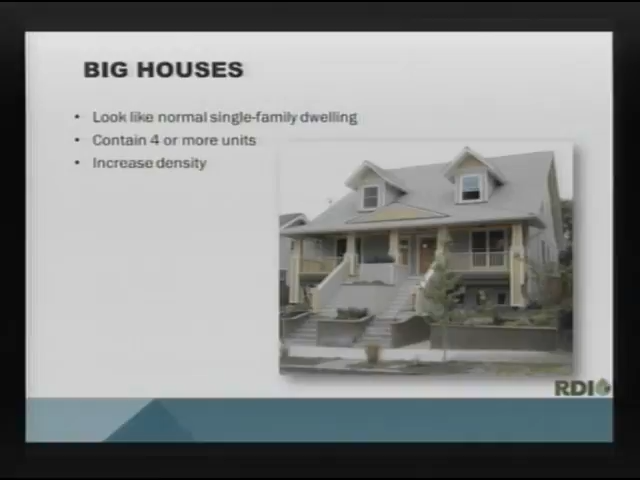 BIG HOUSES
• Look like normal single-family dwelling
• Contain 4 or more units
• Increase density
RDI